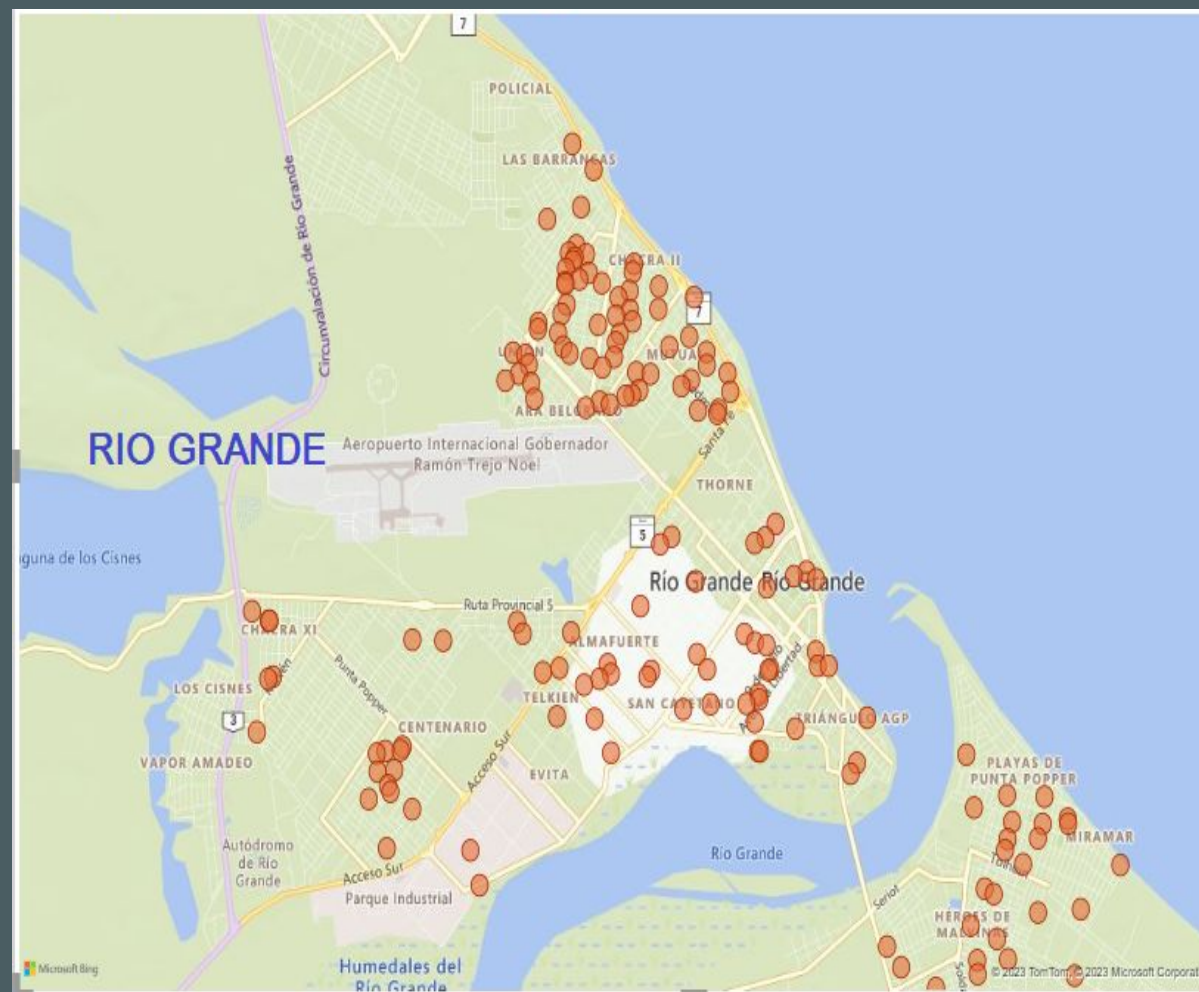 7
POLICIAL
LAS BARRANCAS
Circunvalación de Río Grande
CHACRA II
7
MUTUAL
ARA BELGRANO
RIO GRANDE
Aeropuerto Internacional Gobernador
Ramón Trejo Noel
Santa Fe
THORNE
5
guna de los Cisnes
Río Grande Río Grande
Ruta Provincial 5
CHACRA XI
ALMAFUERTE
Punta Popper
LOS CISNES
TELKIEN
SAN CAYETANO
Libertad
3
CENTENARIO
TRIÁNGULO AGP
VAPOR AMADEO
Acceso Sur
EVITA
PLAYAS DE
PUNTA POPPER
MIRAMAR
Autódromo
de Río
Grande
Río Grande
Acceso Sur
Parque Industrial
Seriot
HÉROES DE
MALVINAS
Humedales del
Río Grande
Microsoft Bing
© 2023 TomTom, © 2023 Microsoft Corporat